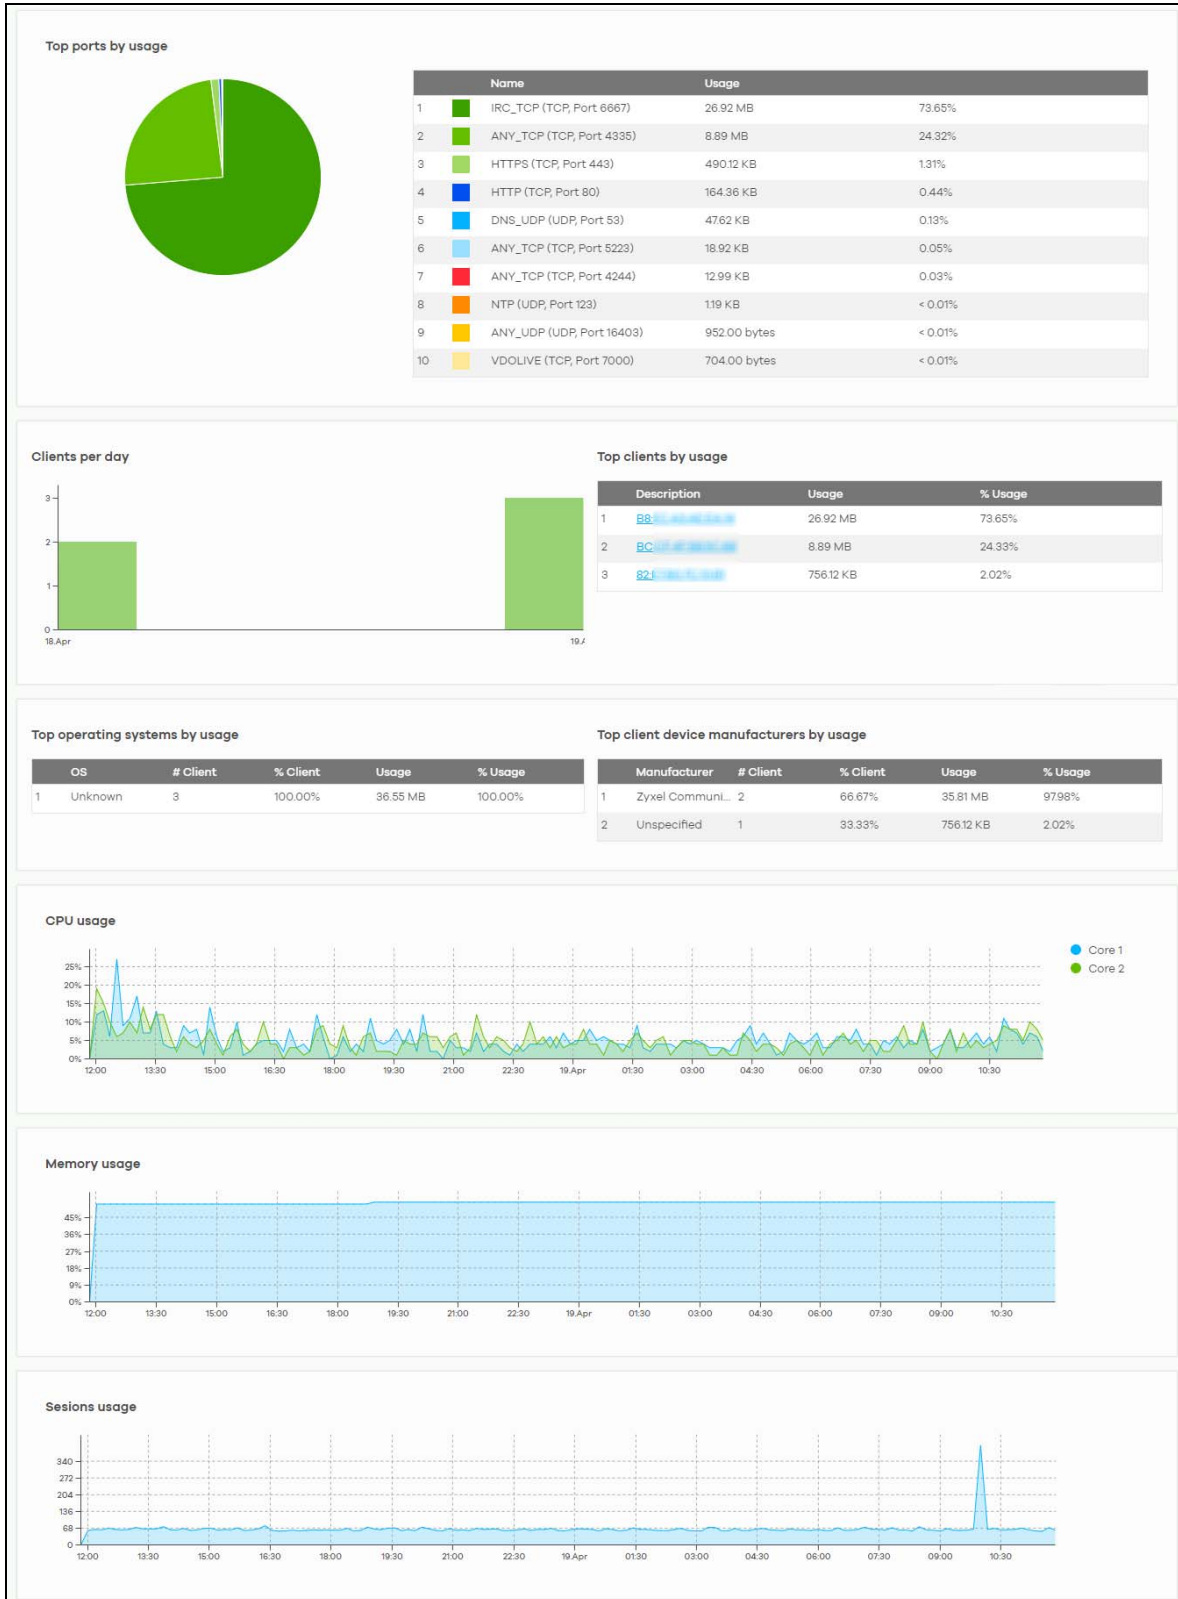 Top ports by usage
Name Usage
1 IRC_TCP (TCP, Port 6667) 26.92 MB 73.65%
2 ANY_TCP (TCP, Port 4335) 8.89 MB 24.32%
3 HTTPS (TCP, Port 443) 490.12 KB 1.31%
4 HTTP (TCP, Port 80) 164.36 KB 0.44%
5 DNS_UDP (UDP, Port 53) 47.62 KB 0.13%
6 ANY_TCP (TCP, Port 5223) 18.92 KB 0.05%
7 ANY_TCP (TCP, Port 4244) 12.99 KB 0.03%
8 NTP (UDP, Port 123) 1.19 KB < 0.01%
9 ANY_UDP (UDP, Port 16403) 952.00 bytes < 0.01%
10 VDOLIVE (TCP, Port 7000) 704.00 bytes < 0.01%
Clients per day
3
2
1
0
18.Apr 19.A
Top clients by usage
Description Usage % Usage
1 B8: 26.92 MB 73.65%
2 BC 8.89 MB 24.33%
3 82: 756.12 KB 2.02%
Top operating systems by usage
OS # Client % Client Usage % Usage
1 Unknown 3 100.00% 36.55 MB 100.00%
Top client device manufacturers by usage
Manufacturer # Client % Client Usage % Usage
1 Zyxel Communi... 2 66.67% 35.81 MB 97.98%
2 Unspecified 1 33.33% 756.12 KB 2.02%
CPU usage
25%
20%
15%
10%
5%
0%
12:00 13:30 15:00 16:30 18:00 19:30 21:00 22:30 19.Apr 01:30 03:00 04:30 06:00 07:30 09:00 10:30
Core 1
Core 2
Memory usage
45%
36%
27%
18%
9%
0%
12:00 13:30 15:00 16:30 18:00 19:30 21:00 22:30 19.Apr 01:30 03:00 04:30 06:00 07:30 09:00 10:30
Sesions usage
340
272
204
136
68
0
12:00 13:30 15:00 16:30 18:00 19:30 21:00 22:30 19.Apr 01:30 03:00 04:30 06:00 07:30 09:00 10:30